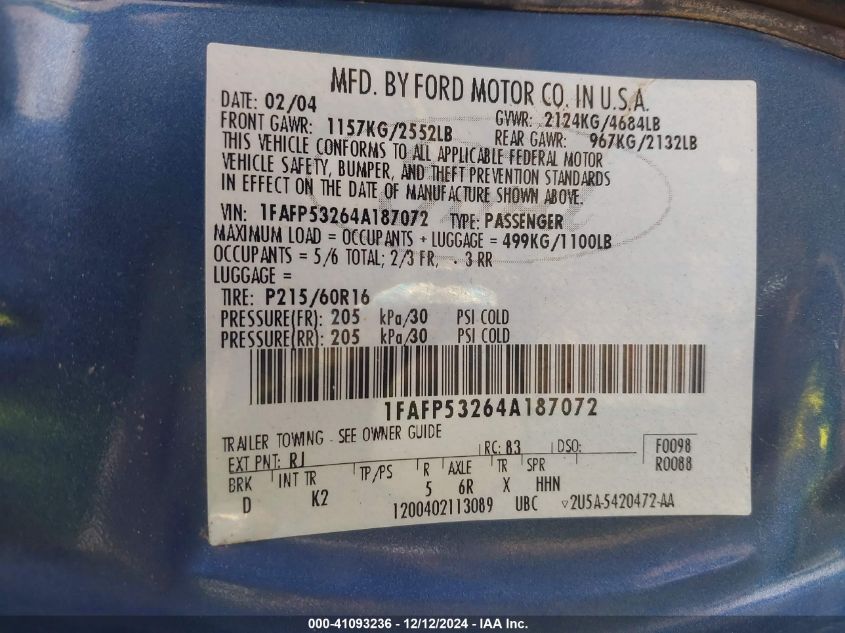 MFD. BY FORD MOTOR CO. IN U.S.A.
DATE: 02/04 GVWR: 2124KG/4684LB
FRONT GAWR: 1157KG/2552LB REAR GAWR: 967KG/2132LB
THIS VEHICLE CONFORMS TO ALL APPLICABLE FEDERAL MOTOR
VEHICLE SAFETY, BUMPER, AND THEFT PREVENTION STANDARDS
IN EFFECT ON THE DATE OF MANUFACTURE SHOWN ABOVE.
VIN: 1FAFP53264A187072 TYPE: PASSENGER
MAXIMUM LOAD = OCCUPANTS + LUGGAGE = 499KG/1100LB
OCCUPANTS = 5/6 TOTAL; 2/3 FR, . 3 RR
LUGGAGE =
TIRE: P215/60R16
PRESSURE(FR): 205 kPa/30 PSI COLD
PRESSURE(RR): 205 kPa/30 PSI COLD
1FAFP53264A187072
TRAILER TOWING - SEE OWNER GUIDE
EXT PNT: RJ RC: 83 DSO: F0098
R0088
BRK INT TR TP/PS R AXLE TR SPR
D K2 5 6R X HHN
1200402113089 UBC ▽2U5A-5420472-AA
000-41093236 - 12/12/2024 - IAA Inc.